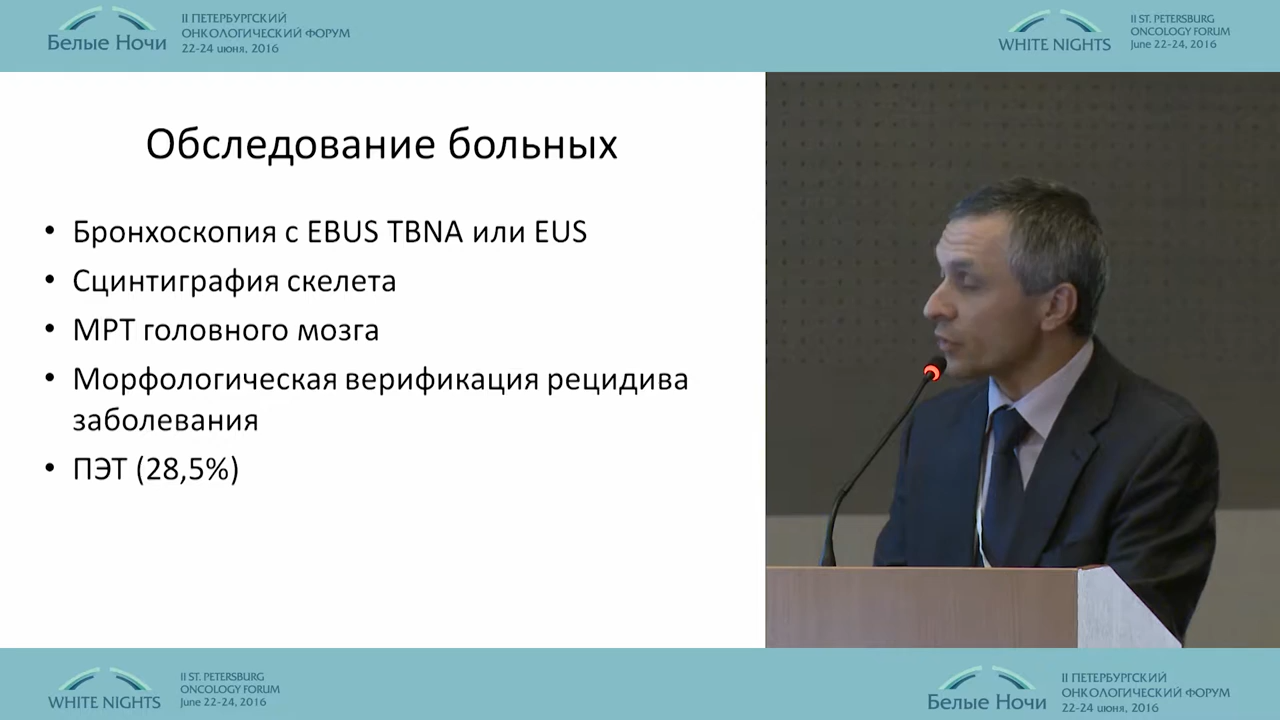 Белые Ночи
II ПЕТЕРБУРГСКИЙ
ОНКОЛОГИЧЕСКИЙ ФОРУМ
22-24 июня, 2016
WHITE NIGHTS
II ST. PETERSBURG
ONCOLOGY FORUM
June 22-24, 2016
Обследование больных
• Бронхоскопия с EBUS TBNA или EUS
• Сцинтиграфия скелета
• МРТ головного мозга
• Морфологическая верификация рецидива
заболевания
• ПЭТ (28,5%)
WHITE NIGHTS
II ST. PETERSBURG
ONCOLOGY FORUM
June 22-24, 2016
Белые Ночи
II ПЕТЕРБУРГСКИЙ
ОНКОЛОГИЧЕСКИЙ ФОРУМ
22-24 июня, 2016